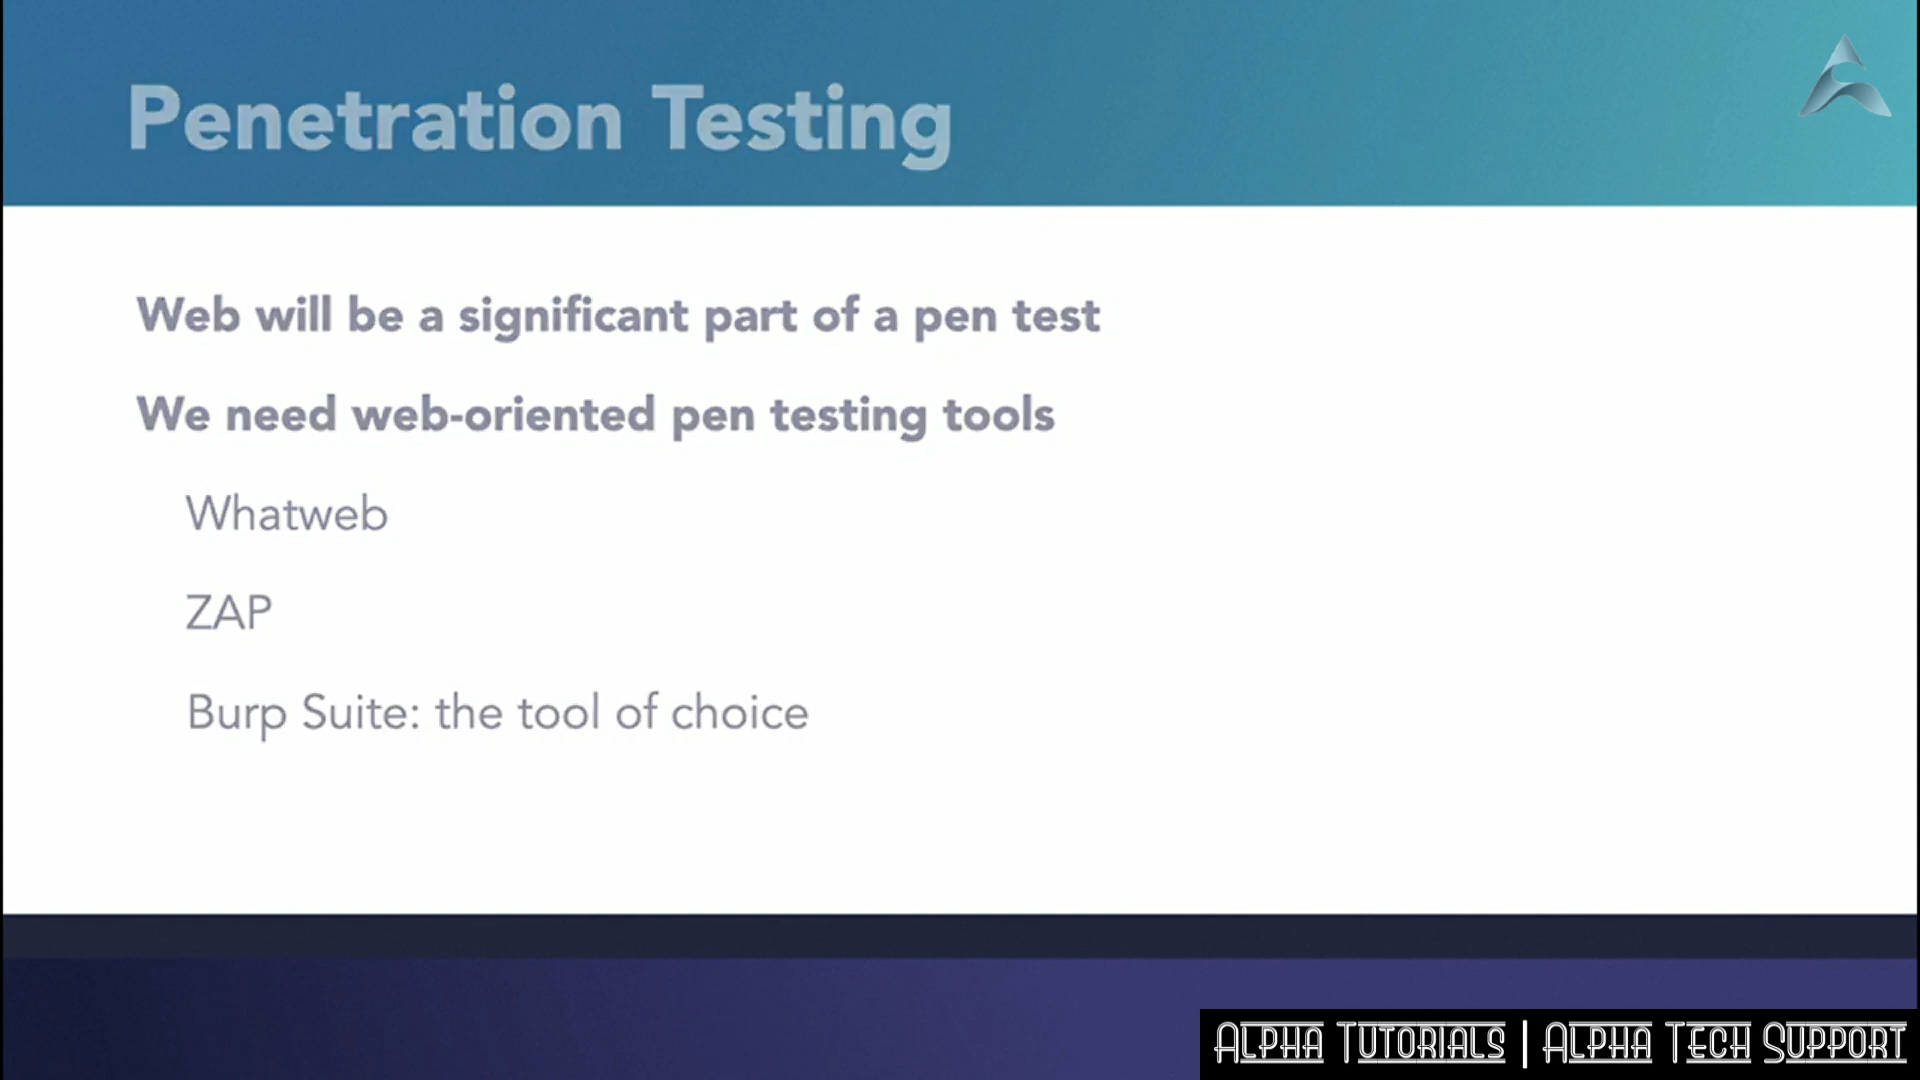 Penetration Testing
Web will be a significant part of a pen test
We need web-oriented pen testing tools
Whatweb
ZAP
Burp Suite: the tool of choice
Alpha Tutorials | Alpha Tech Support